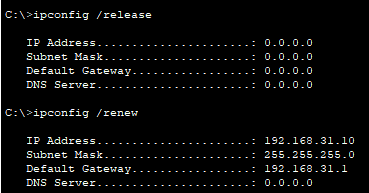 C:\>ipconfig /release
IP Address......................: 0.0.0.0
Subnet Mask.....................: 0.0.0.0
Default Gateway.................: 0.0.0.0
DNS Server......................: 0.0.0.0
C:\>ipconfig /renew
IP Address......................: 192.168.31.10
Subnet Mask.....................: 255.255.255.0
Default Gateway.................: 192.168.31.1
DNS Server......................: 0.0.0.0